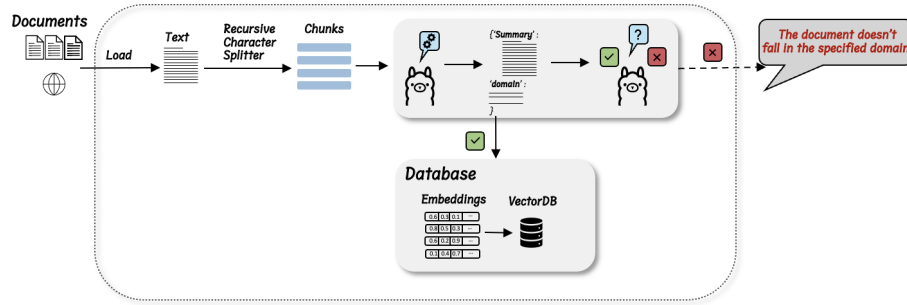 Documents
Load
Text
Recursive
Character
Splitter
Chunks
{'Summary' :
'domain' :
}
?
The document doesn't
fall in the specified domain
Database
Embeddings
VectorDB
0.6 0.3 0.1 ...
0.8 0.5 0.3 ...
0.6 0.2 0.9 ...
0.1 0.4 0.7 ...